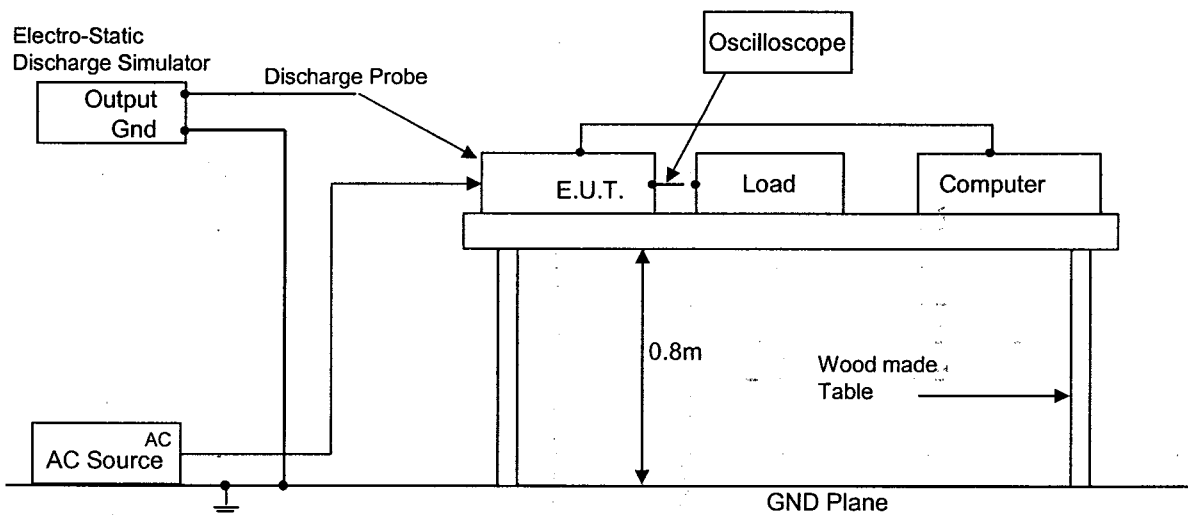 Electro-Static
Discharge Simulator
Output
Gnd
Discharge Probe
Oscilloscope
E.U.T.
Load
Computer
0.8m
Wood made
Table
AC
AC Source
GND Plane